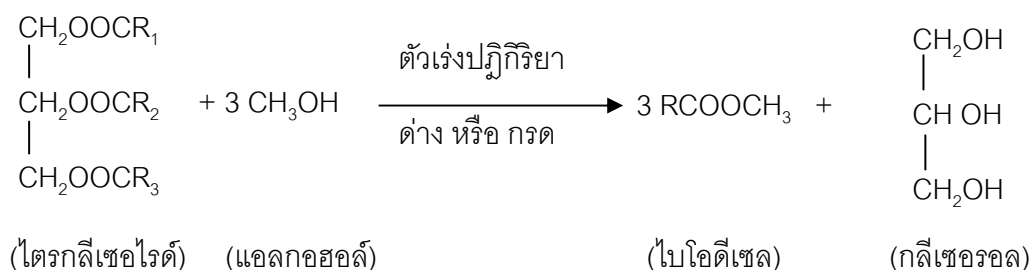 CH₂OOCR₁
CH₂OOCR₂ + 3 CH₃OH ตัวเร่งปฏิกิริยา 3 RCOOCH₃ +
ด่าง หรือ กรด
CH₂OOCR₃
CH₂OH
CH OH
CH₂OH
(ไตรกลีเซอไรด์) (แอลกอฮอล์) (ไบโอดีเซล) (กลีเซอรอล)